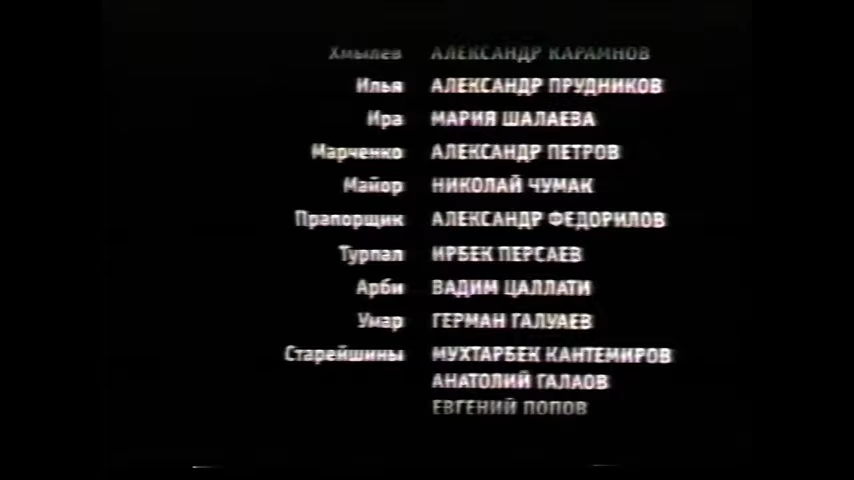 Хмылев АЛЕКСАНДР КАРАМНОВ
Илья АЛЕКСАНДР ПРУДНИКОВ
Ира МАРИЯ ШАЛАЕВА
Марченко АЛЕКСАНДР ПЕТРОВ
Майор НИКОЛАЙ ЧУМАК
Прапорщик АЛЕКСАНДР ФЕДОРИЛОВ
Турпал ИРБЕК ПЕРСАЕВ
Арби ВАДИМ ЦАЛЛАТИ
Умар ГЕРМАН ГАЛУАЕВ
Старейшины МУХТАРБЕК КАНТЕМИРОВ
АНАТОЛИЙ ГАЛАОВ
ЕВГЕНИЙ ПОПОВ